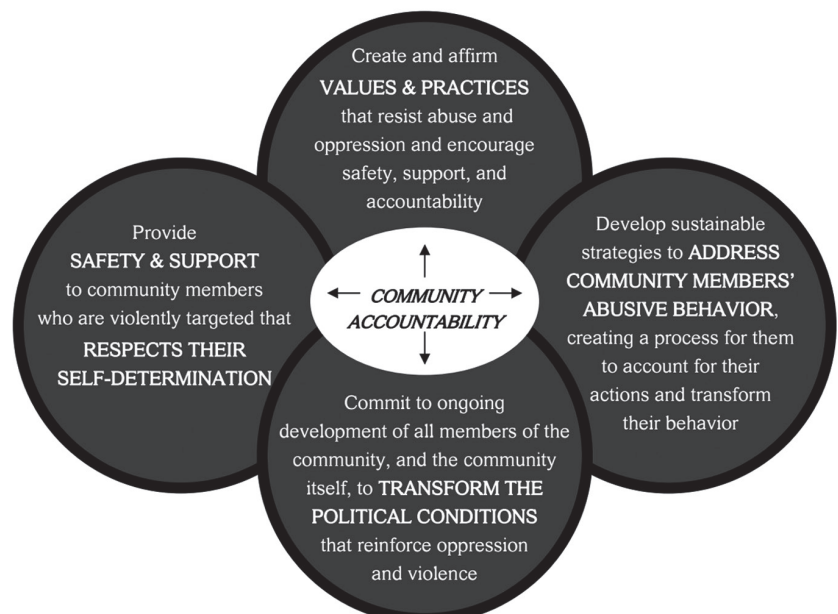 Create and affirm
VALUES & PRACTICES
that resist abuse and
oppression and encourage
safety, support, and
accountability
Provide
SAFETY & SUPPORT
to community members
who are violently targeted that
RESPECTS THEIR
SELF-DETERMINATION
COMMUNITY
ACCOUNTABILITY
Develop sustainable
strategies to ADDRESS
COMMUNITY MEMBERS’
ABUSIVE BEHAVIOR,
creating a process for them
to account for their
actions and transform
their behavior
Commit to ongoing
development of all members of the
community, and the community
itself, to TRANSFORM THE
POLITICAL CONDITIONS
that reinforce oppression
and violence